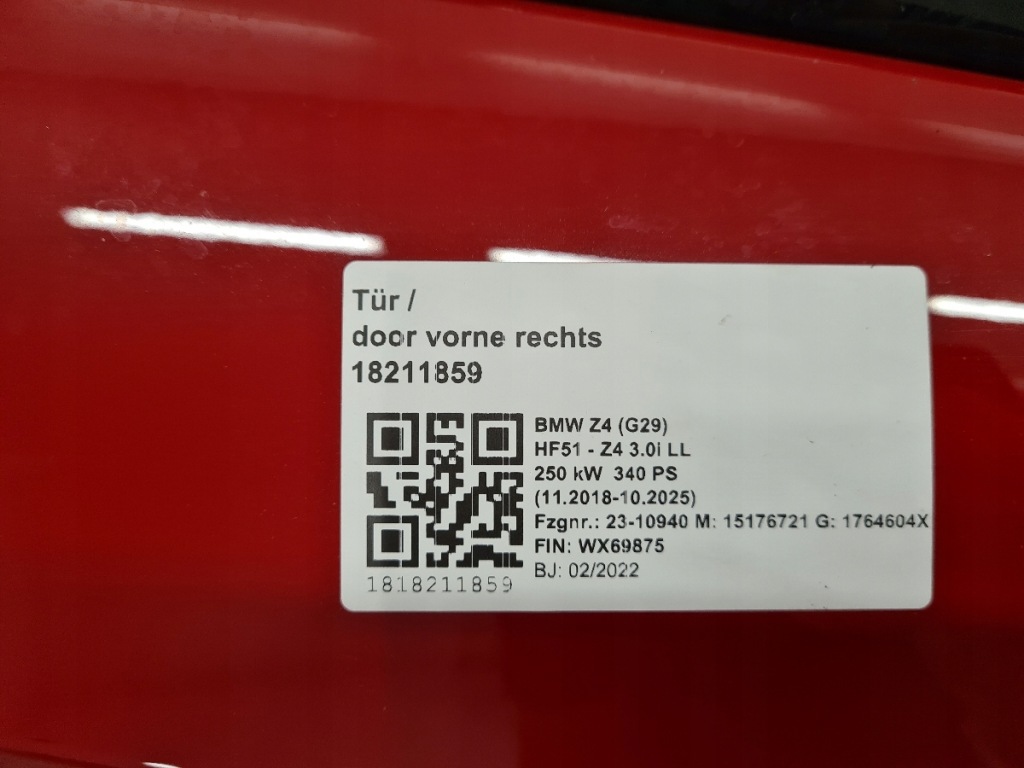 Tür /
door vorne rechts
18211859
BMW Z4 (G29)
HF51 - Z4 3.0i LL
250 kW 340 PS
(11.2018-10.2025)
Fzgnr.: 23-10940 M: 15176721 G: 1764604X
FIN: WX69875
BJ: 02/2022
1818211859